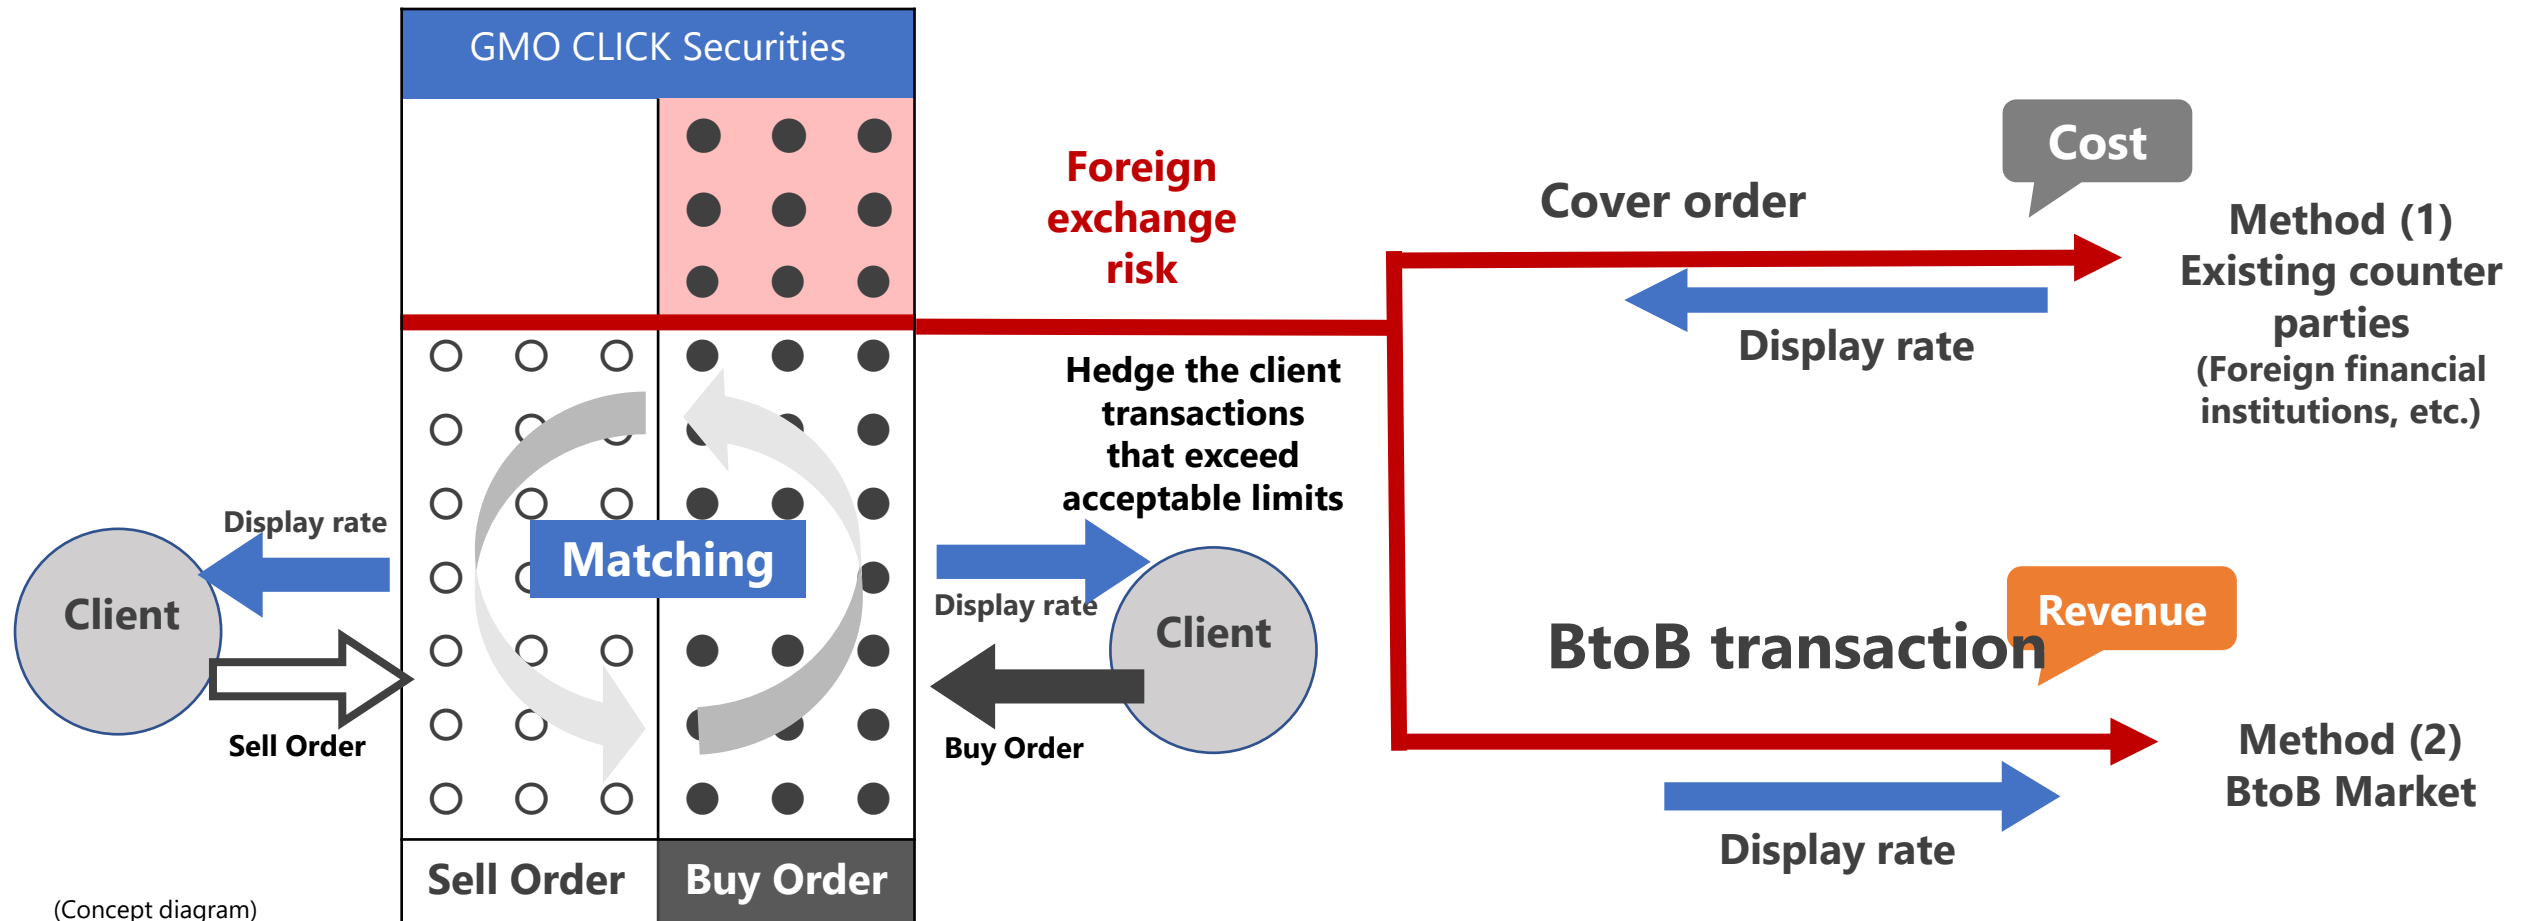 GMO CLICK Securities
Foreign
exchange
risk
Cover order
Cost
Method (1)
Existing counter
parties
(Foreign financial
institutions, etc.)
Display rate
Hedge the client
transactions
that exceed
acceptable limits
Display rate
Client
Sell Order
Matching
Display rate
Client
Buy Order
BtoB transaction
Revenue
Method (2)
BtoB Market
Display rate
Sell Order
Buy Order
(Concept diagram)